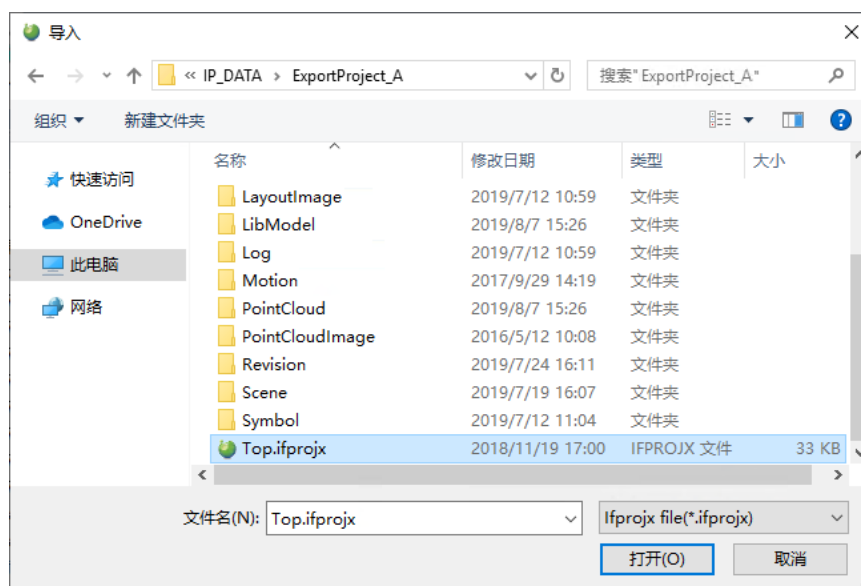 导入
« IP_DATA › ExportProject_A
搜索"ExportProject_A"
组织 新建文件夹
快速访问
OneDrive
此电脑
网络
名称 修改日期 类型 大小
LayoutImage 2019/7/12 10:59 文件夹
LibModel 2019/8/7 15:26 文件夹
Log 2019/7/12 10:59 文件夹
Motion 2017/9/29 14:19 文件夹
PointCloud 2019/8/7 15:26 文件夹
PointCloudImage 2016/5/12 10:08 文件夹
Revision 2019/7/24 16:11 文件夹
Scene 2019/7/19 16:07 文件夹
Symbol 2019/7/12 11:04 文件夹
Top.ifprojx 2018/11/19 17:00 IFPROJX 文件 33 KB
文件名(N): Top.ifprojx Ifprojx file(*.ifprojx)
打开(O) 取消